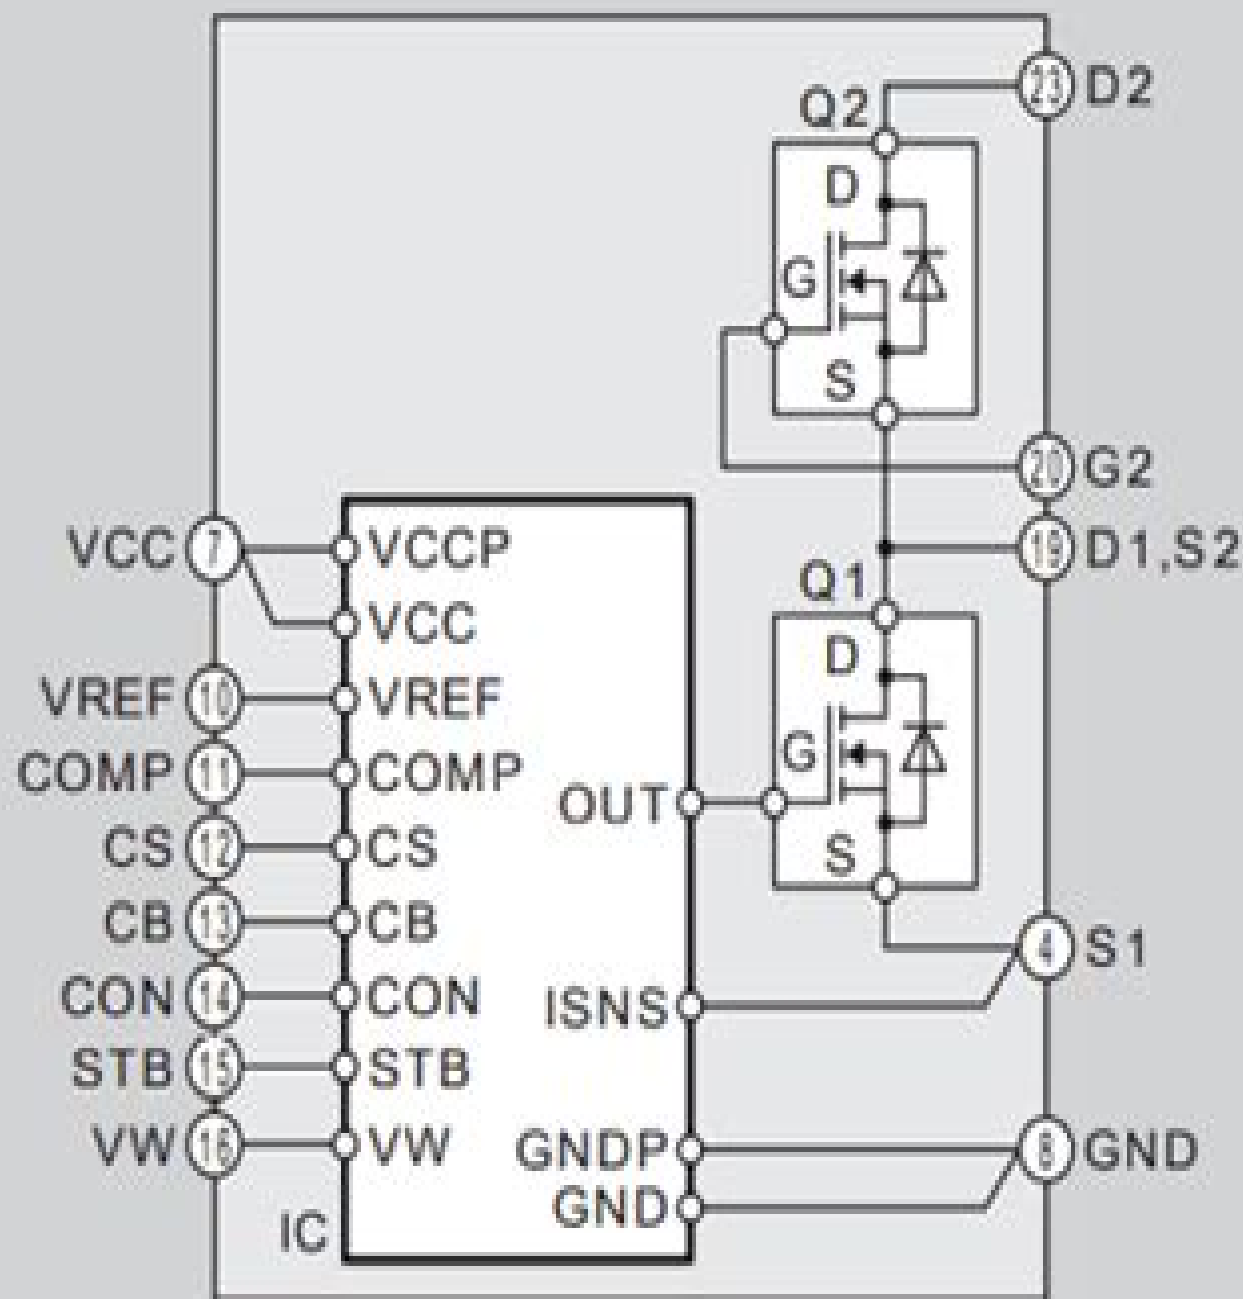 23 D2
Q2
D
G
S
20 G2
VCC 7 VCCP
19 D1,S2
Q1
VCC
D
VREF 10 VREF
G
COMP 11 COMP
OUT
CS 12 CS
S
CB 13 CB
4 S1
CON 14 CON
ISNS
STB 15 STB
VW 16 VW
GNDP
GND
IC
GND